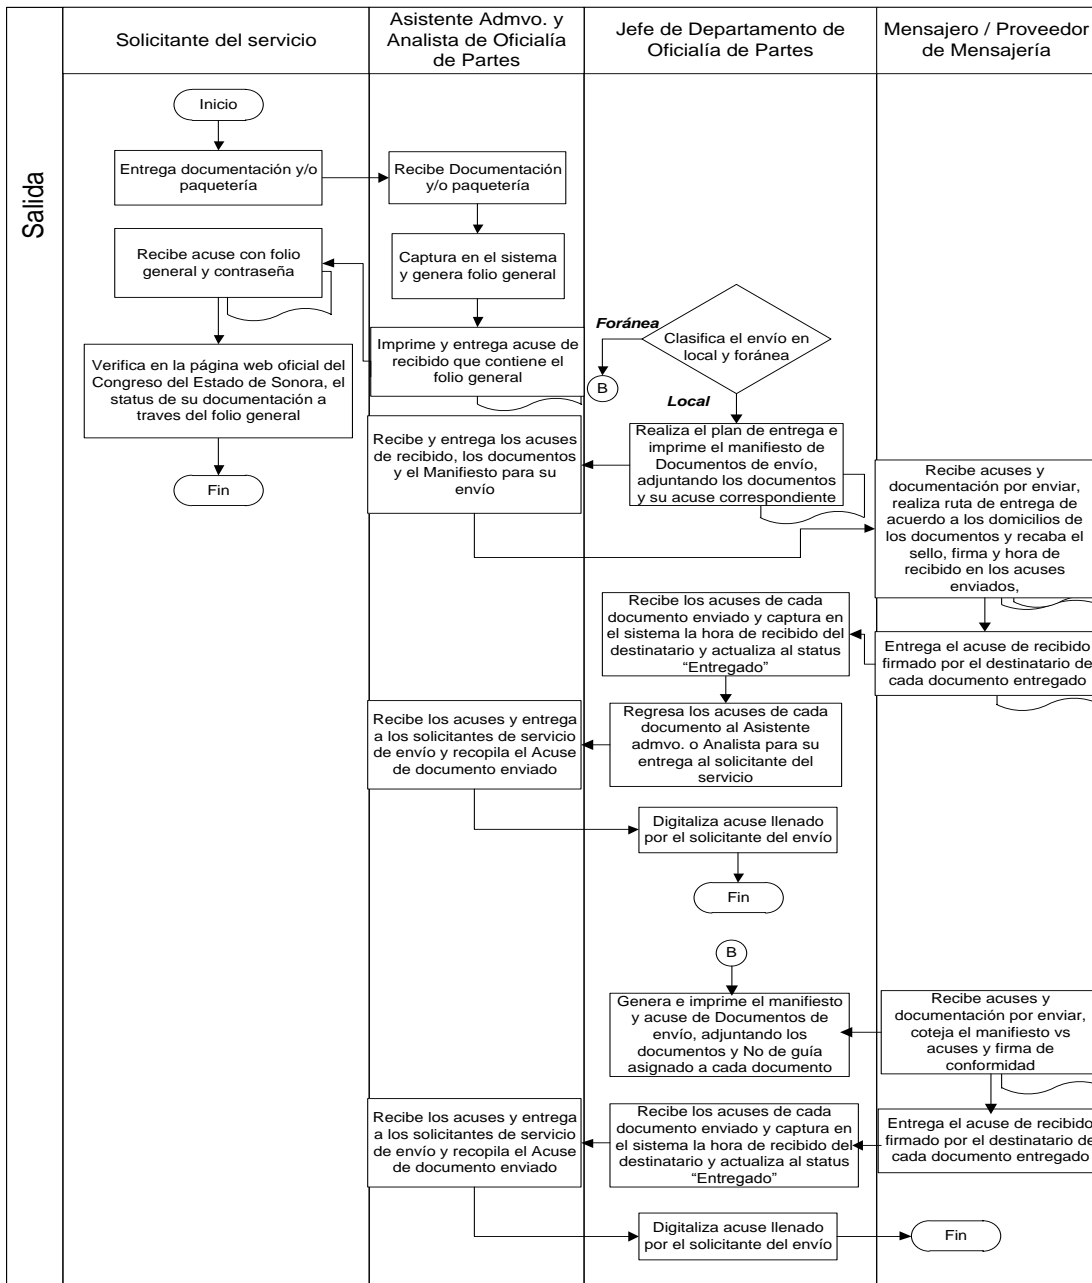 Salida
Solicitante del servicio
Asistente Admvo. y
Analista de Oficialía
de Partes
Jefe de Departamento de
Oficialía de Partes
Mensajero / Proveedor
de Mensajería
Inicio
Entrega documentación y/o
paquetería
Recibe Documentación
y/o paquetería
Captura en el sistema
y genera folio general
Recibe acuse con folio
general y contraseña
Imprime y entrega acuse de
recibido que contiene el
folio general
Verifica en la página web oficial del
Congreso del Estado de Sonora, el
status de su documentación a
traves del folio general
Fin
Clasifica el envío en
local y foránea
Foránea
B
Local
Realiza el plan de entrega e
imprime el manifiesto de
Documentos de envío,
adjuntando los documentos
y su acuse correspondiente
Recibe y entrega los acuses
de recibido, los documentos
y el Manifiesto para su
envío
Recibe acuses y
documentación por enviar,
realiza ruta de entrega de
acuerdo a los domicilios de
los documentos y recaba el
sello, firma y hora de
recibido en los acuses
enviados,
Entrega el acuse de recibido
firmado por el destinatario de
cada documento entregado
Recibe los acuses de cada
documento enviado y captura en
el sistema la hora de recibido del
destinatario y actualiza al status
“Entregado”
Regresa los acuses de cada
documento al Asistente
admvo. o Analista para su
entrega al solicitante del
servicio
Recibe los acuses y entrega
a los solicitantes de servicio
de envío y recopila el Acuse
de documento enviado
Digitaliza acuse llenado
por el solicitante del envío
Fin
B
Genera e imprime el manifiesto
y acuse de Documentos de
envío, adjuntando los
documentos y No de guía
asignado a cada documento
Recibe acuses y
documentación por enviar,
coteja el manifiesto vs
acuses y firma de
conformidad
Entrega el acuse de recibido
firmado por el destinatario de
cada documento entregado
Recibe los acuses de cada
documento enviado y captura en
el sistema la hora de recibido del
destinatario y actualiza al status
“Entregado”
Recibe los acuses y entrega
a los solicitantes de servicio
de envío y recopila el Acuse
de documento enviado
Digitaliza acuse llenado
por el solicitante del envío
Fin